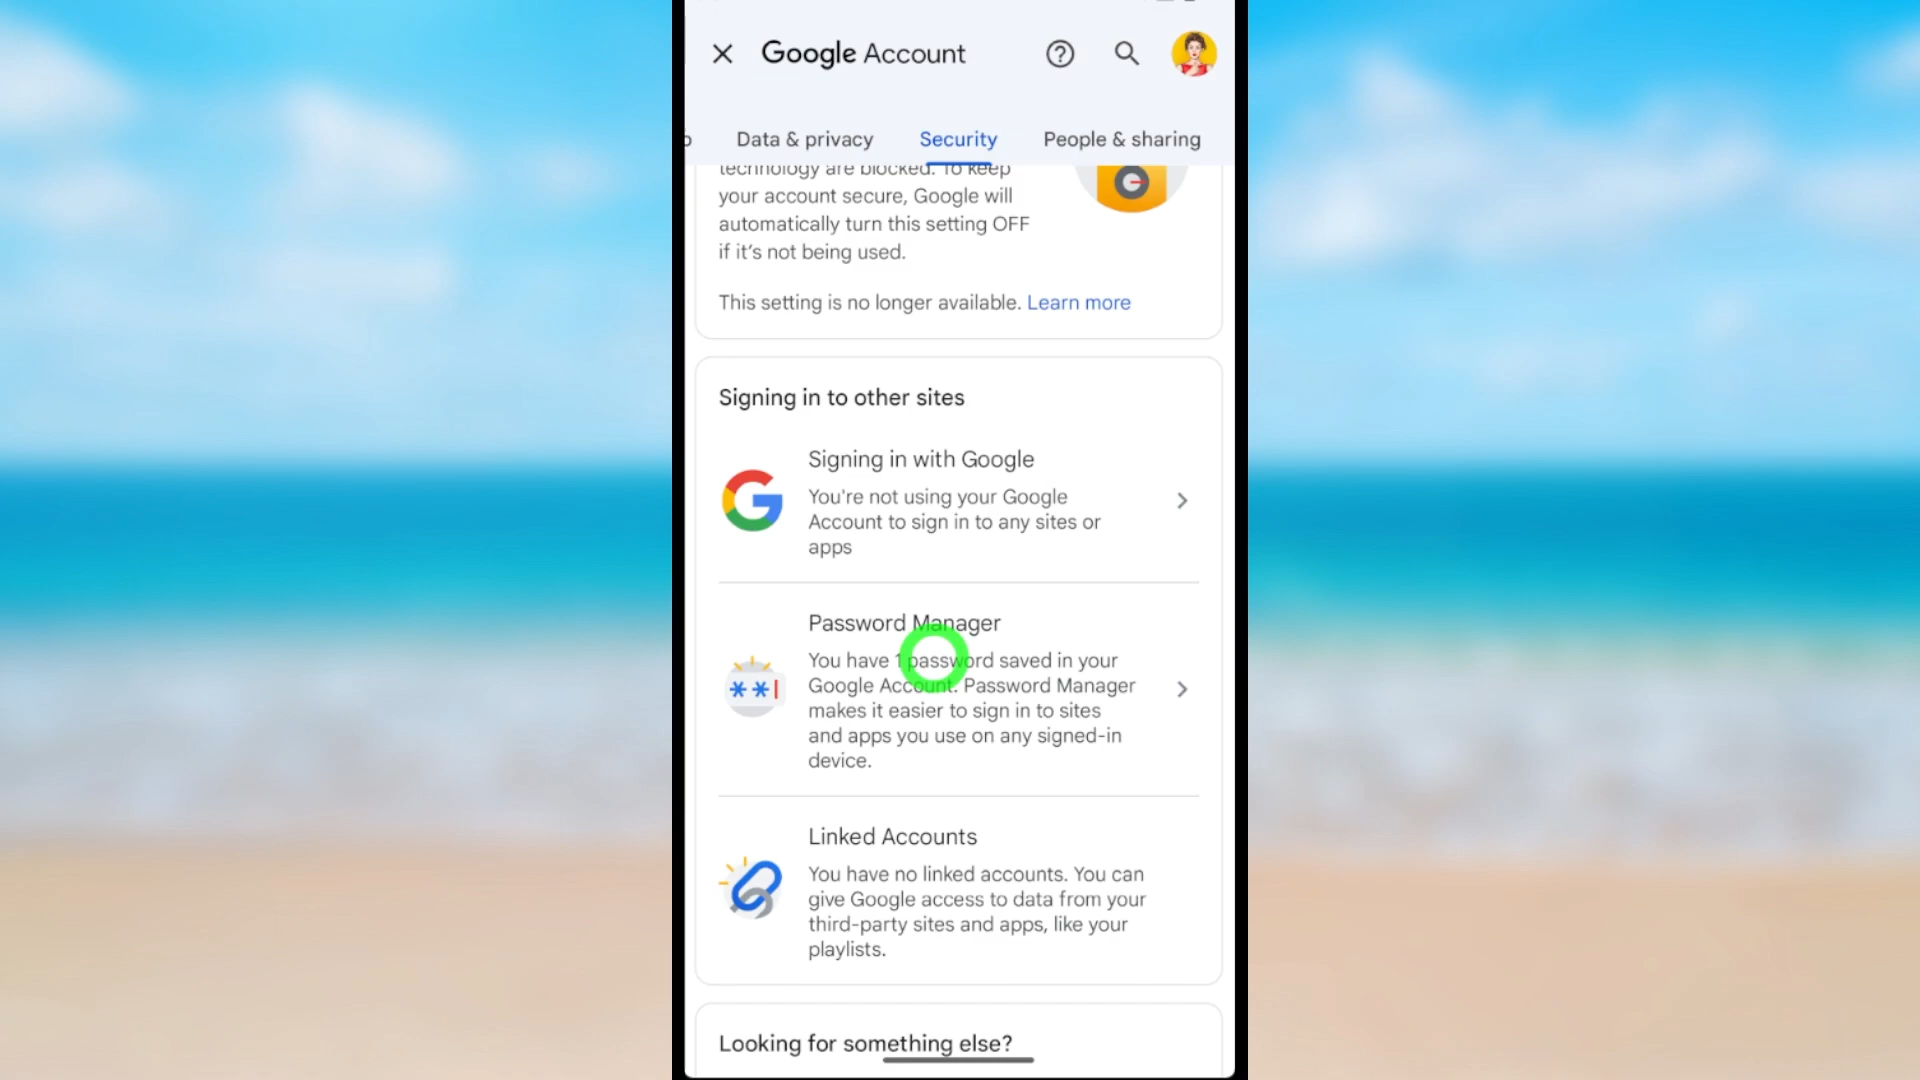 Google Account
Data & privacy Security People & sharing
technology are blocked. To keep
your account secure, Google will
automatically turn this setting OFF
if it’s not being used.
This setting is no longer available. Learn more
Signing in to other sites
Signing in with Google
You're not using your Google
Account to sign in to any sites or
apps
Password Manager
You have 1 password saved in your
Google Account. Password Manager
makes it easier to sign in to sites
and apps you use on any signed-in
device.
Linked Accounts
You have no linked accounts. You can
give Google access to data from your
third-party sites and apps, like your
playlists.
Looking for something else?